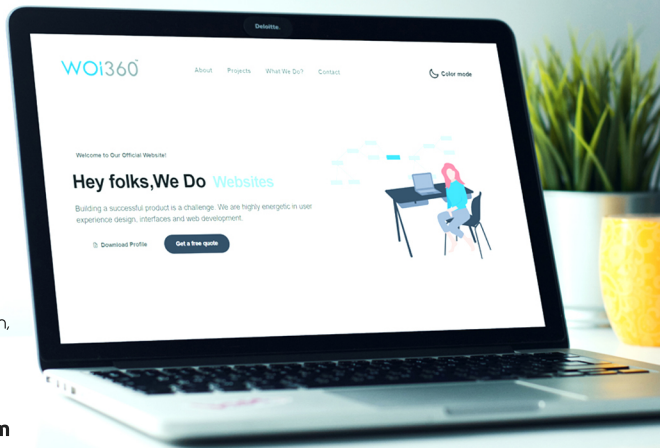 Deloitte.
WOi360
About Projects What We Do? Contact
Color mode
Welcome to Our Official Website!
Hey folks,We Do Websites
Building a successful product is a challenge. We are highly energetic in user
experience design, interfaces and web development.
Download Profile Get a free quote
n,
m